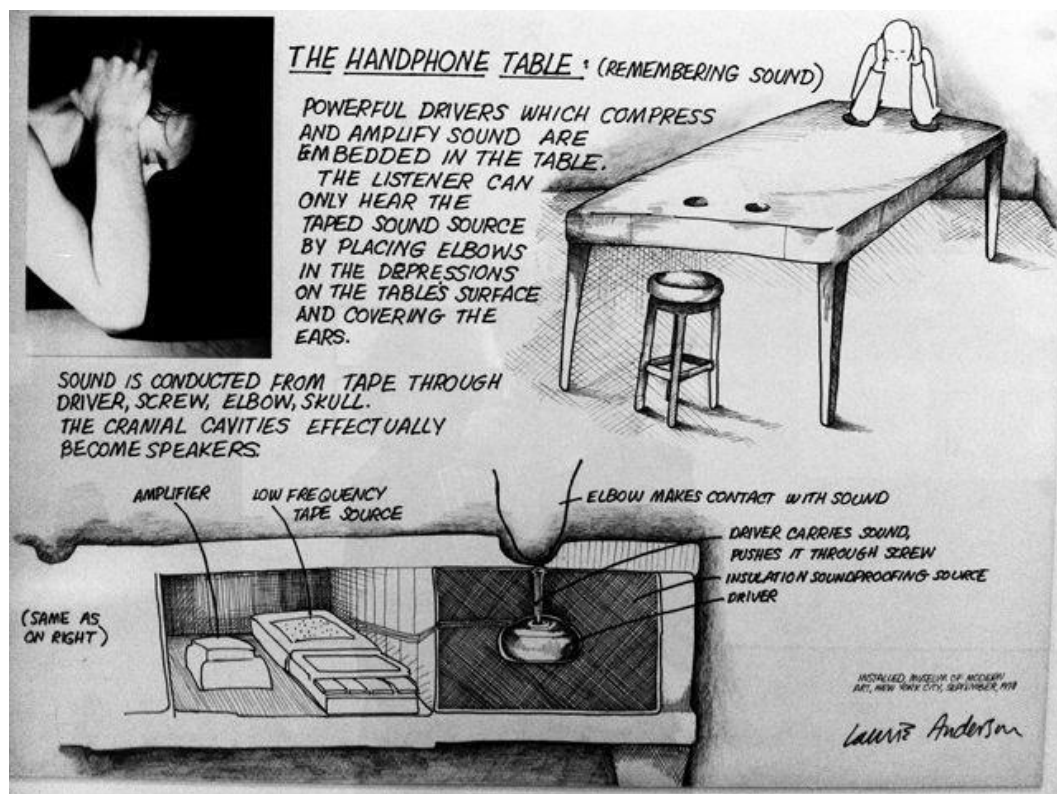 THE HANDPHONE TABLE : (REMEMBERING SOUND)
POWERFUL DRIVERS WHICH COMPRESS
AND AMPLIFY SOUND ARE
EMBEDDED IN THE TABLE.
THE LISTENER CAN
ONLY HEAR THE
TAPED SOUND SOURCE
BY PLACING ELBOWS
IN THE DEPRESSIONS
ON THE TABLE'S SURFACE
AND COVERING THE
EARS.
SOUND IS CONDUCTED FROM TAPE THROUGH
DRIVER, SCREW, ELBOW, SKULL.
THE CRANIAL CAVITIES EFFECTUALLY
BECOME SPEAKERS.
AMPLIFIER
LOW FREQUENCY
TAPE SOURCE
ELBOW MAKES CONTACT WITH SOUND
DRIVER CARRIES SOUND,
PUSHES IT THROUGH SCREW
INSULATION SOUNDPROOFING SOURCE
DRIVER
(SAME AS
ON RIGHT)
INSTALLED, MUSEUM OF MODERN
ART, NEW YORK CITY, SEPTEMBER, 1978
Laurie Anderson